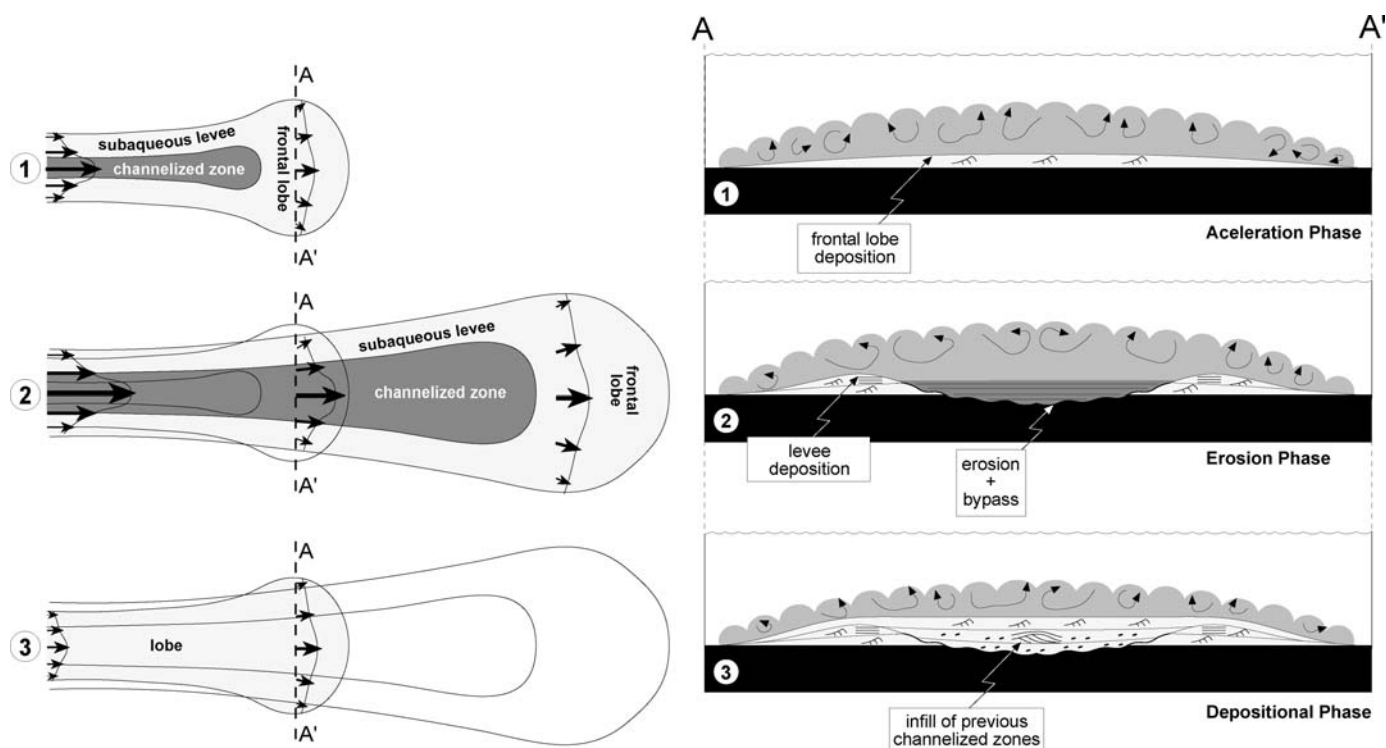 A
subaqueous levee
1
channelized zone
frontal lobe
A'
A
subaqueous levee
2
channelized zone
frontal
lobe
A'
A
3
lobe
A'
A
A'
1
Aceleration Phase
frontal lobe
deposition
2
Erosion Phase
levee
deposition
erosion
+
bypass
3
Depositional Phase
infill of previous
channelized zones